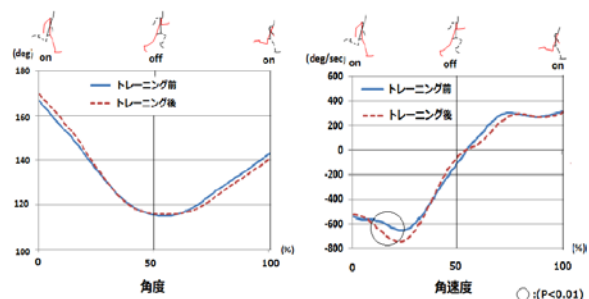 on
off
on
(deg)
180
160
140
120
100
トレーニング前
トレーニング後
0
50
100
(%)
角度
on
off
on
(deg/sec)
600
400
200
0
-200
-400
-600
-800
トレーニング前
トレーニング後
0
50
100
(%)
角速度
○:(P<0.01)